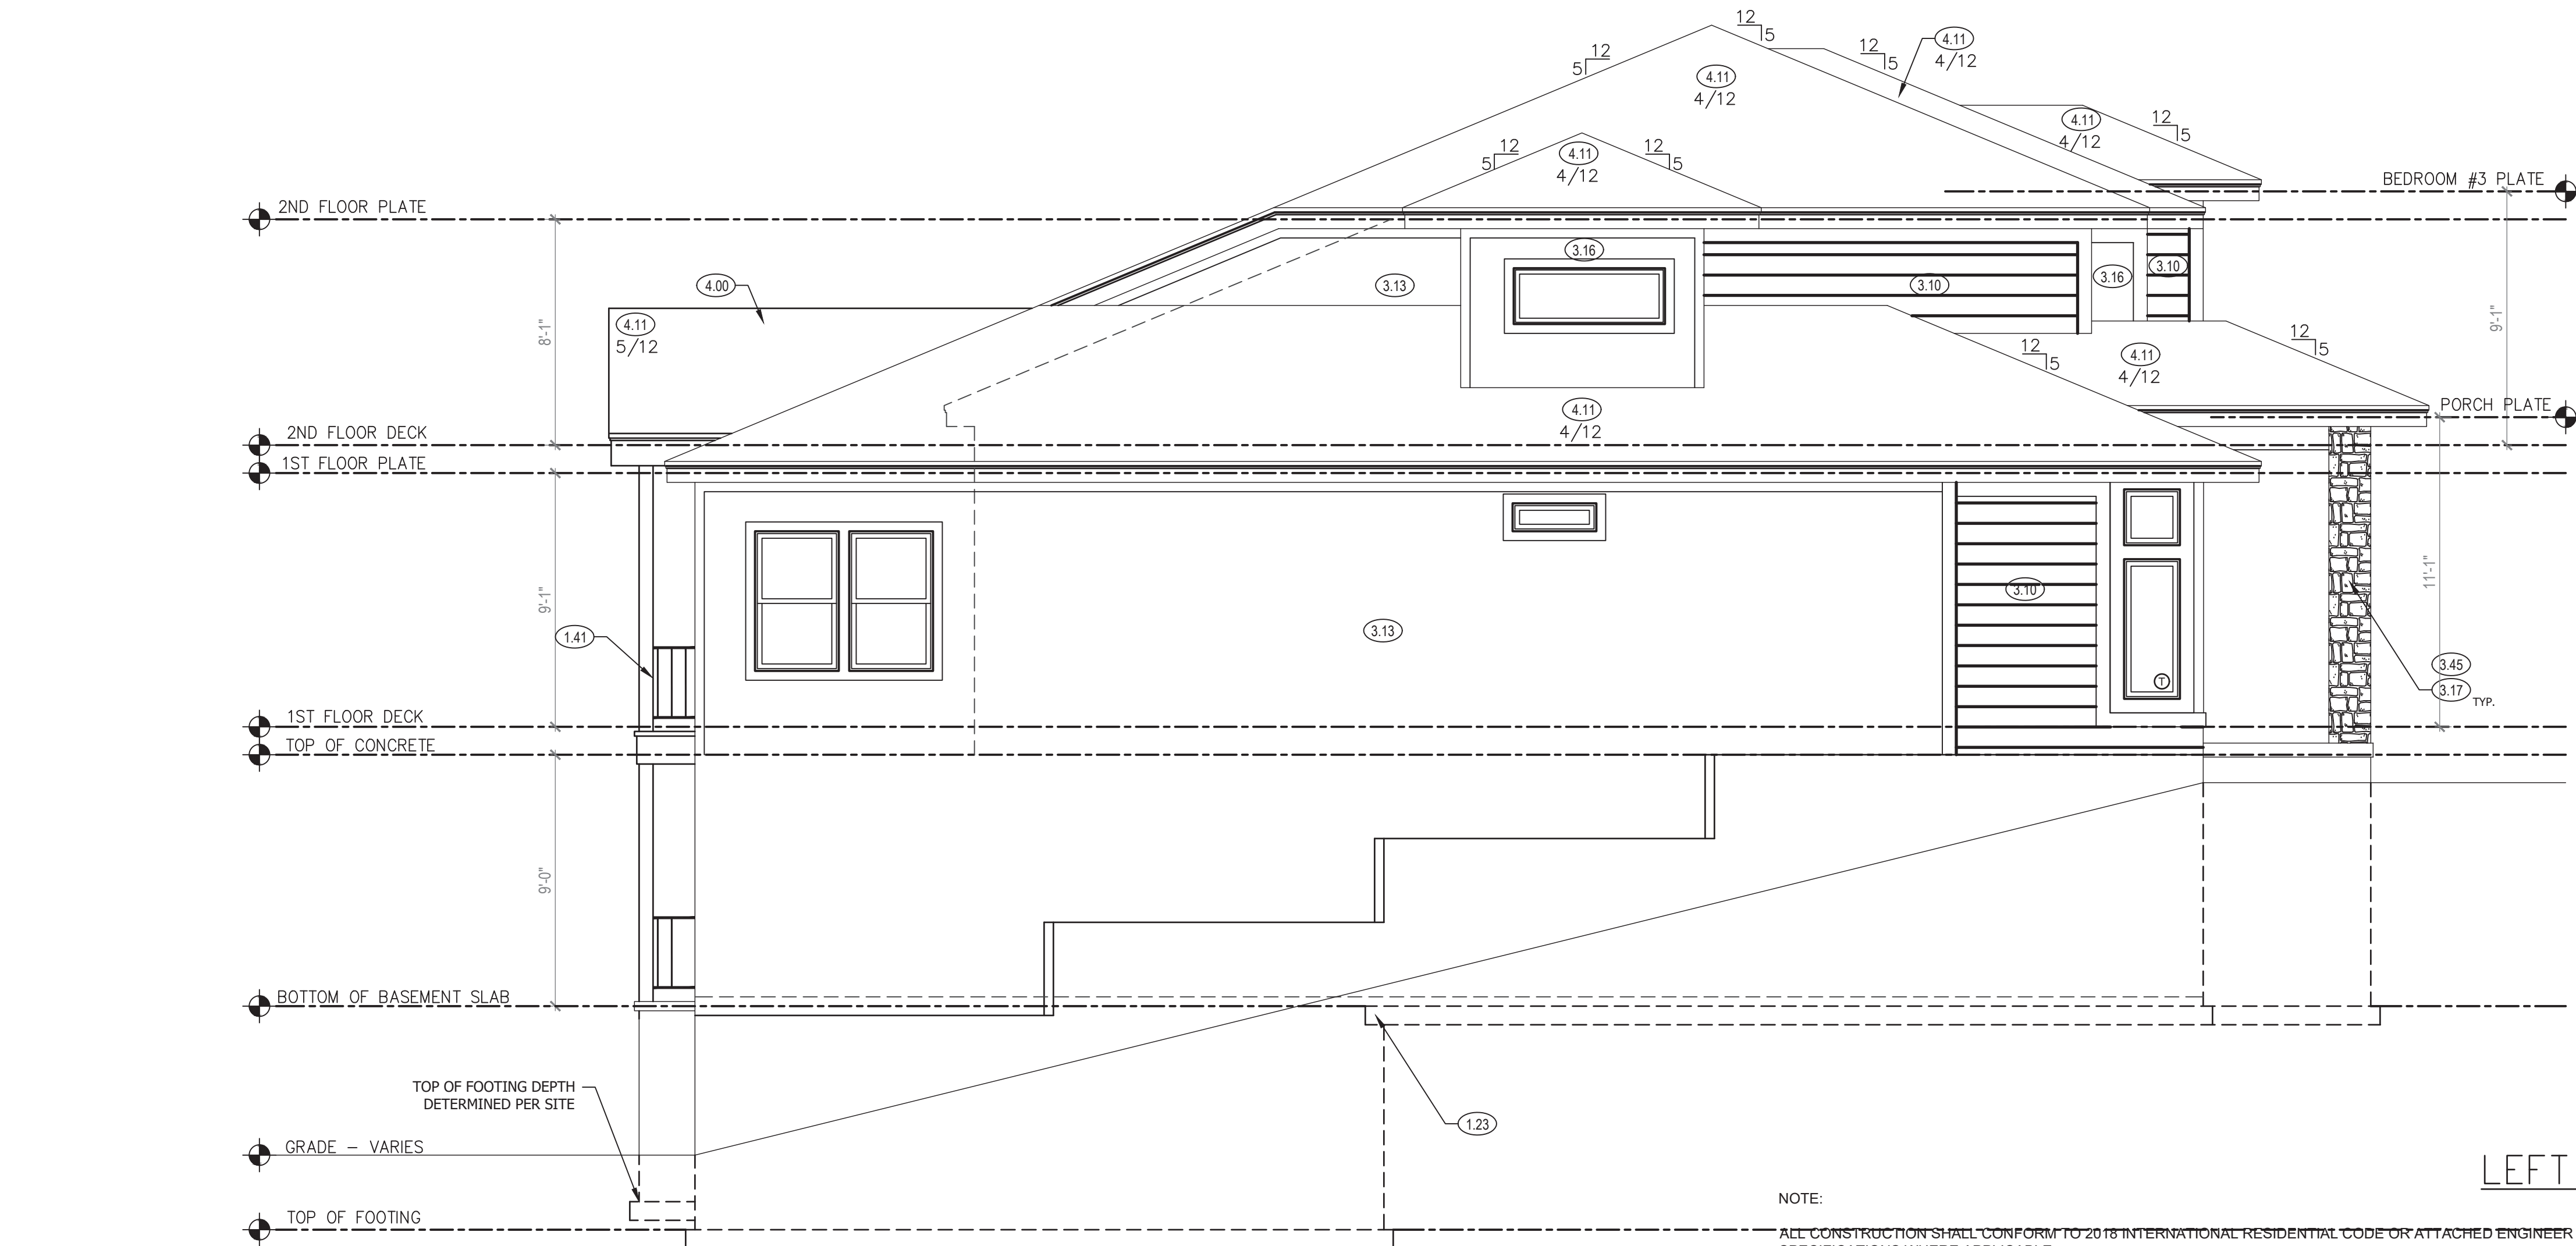 12
5
12
5
12
5
4.11
4/12
4.11
4/12
12
5
4.11
4/12
12
5
12
5
4.11
4/12
BEDROOM #3 PLATE
2ND FLOOR PLATE
3.16
3.10
3.16
4.00
3.13
3.10
4.11
5/12
8'-1"
9'-1"
12
5
12
5
4.11
4/12
4.11
4/12
PORCH PLATE
2ND FLOOR DECK
1ST FLOOR PLATE
9'-1"
11'-1"
3.10
3.13
1.41
3.45
3.17
TYP.
T
1ST FLOOR DECK
TOP OF CONCRETE
9'-0"
BOTTOM OF BASEMENT SLAB
TOP OF FOOTING DEPTH
DETERMINED PER SITE
1.23
GRADE - VARIES
LEFT
NOTE:
TOP OF FOOTING
ALL CONSTRUCTION SHALL CONFORM TO 2018 INTERNATIONAL RESIDENTIAL CODE OR ATTACHED ENGINEER